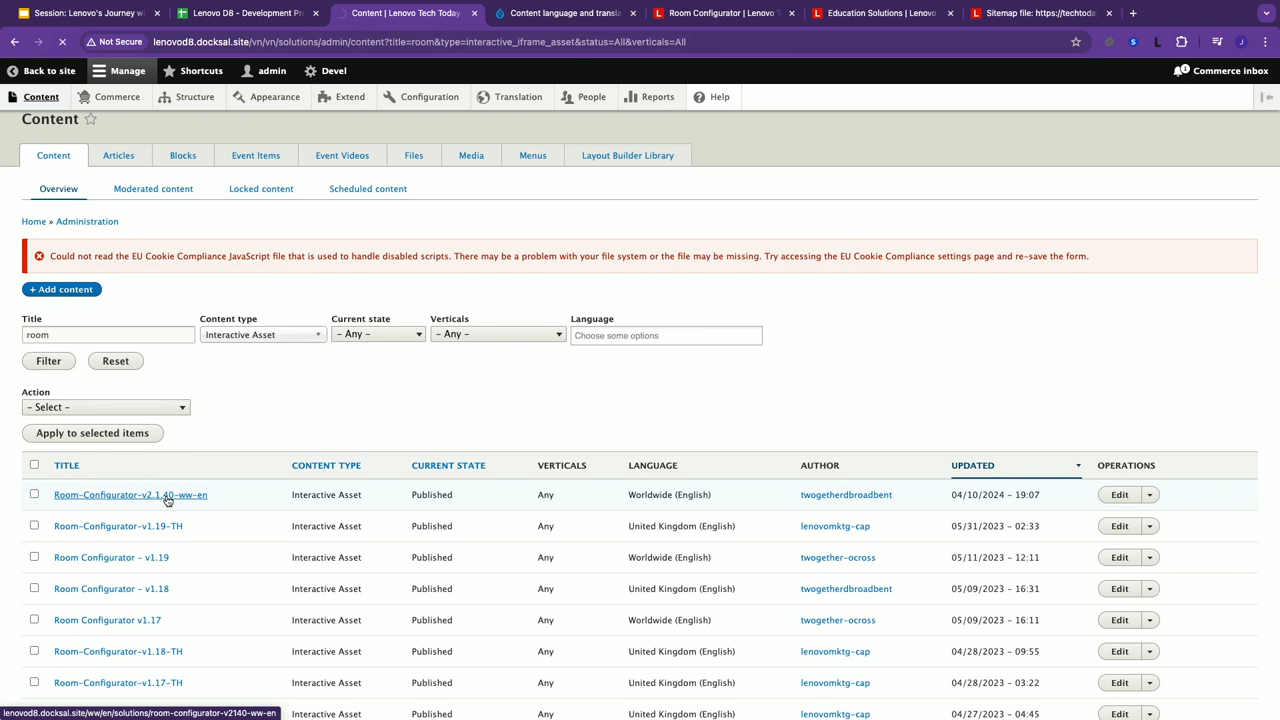 Session: Lenovo's Journey w
Lenovo D8 - Development Pr
Content | Lenovo Tech Today
Content language and transla
Room Configurator – Lenovo T
Education Solutions | Lenovo
Sitemap file: https://techtoda
Not Secure
lenovod8.docksal.site/vn/vn/solutions/admin/content?title=room&type=interactive_iframe_asset&status=All&verticals=All
Back to site
Manage
Shortcuts
admin
Devel
1
Commerce inbox
Content
Commerce
Structure
Appearance
Extend
Configuration
Translation
People
Reports
Help
Content
Content
Articles
Blocks
Event Items
Event Videos
Files
Media
Menus
Layout Builder Library
Overview
Moderated content
Locked content
Scheduled content
Home » Administration
Could not read the EU Cookie Compliance JavaScript file that is used to handle disabled scripts. There may be a problem with your file system or the file may be missing. Try accessing the EU Cookie Compliance settings page and re-save the form.
+ Add content
Title
Content type
Current state
Verticals
Language
room
Interactive Asset
- Any -
- Any -
Choose some options
Filter
Reset
Action
- Select -
Apply to selected items
TITLE CONTENT TYPE CURRENT STATE VERTICALS LANGUAGE AUTHOR UPDATED OPERATIONS
Room-Configurator-v2.1.40-ww-en Interactive Asset Published Any Worldwide (English) twogetherdbroadbent 04/10/2024 - 19:07 Edit
Room-Configurator-v1.19-TH Interactive Asset Published Any United Kingdom (English) lenovomktg-cap 05/31/2023 - 02:33 Edit
Room Configurator - v1.19 Interactive Asset Published Any Worldwide (English) twogether-ocross 05/11/2023 - 12:11 Edit
Room Configurator - v1.18 Interactive Asset Published Any United Kingdom (English) twogetherdbroadbent 05/09/2023 - 16:31 Edit
Room Configurator v1.17 Interactive Asset Published Any Worldwide (English) twogether-ocross 05/09/2023 - 16:11 Edit
Room-Configurator-v1.18-TH Interactive Asset Published Any United Kingdom (English) lenovomktg-cap 04/28/2023 - 09:55 Edit
Room-Configurator-v1.17-TH Interactive Asset Published Any United Kingdom (English) lenovomktg-cap 04/28/2023 - 03:22 Edit
Interactive Asset Published Any United Kingdom (English) lenovomktg-cap 04/27/2023 - 04:45 Edit
lenovod8.docksal.site/ww/en/solutions/room-configurator-v2140-ww-en